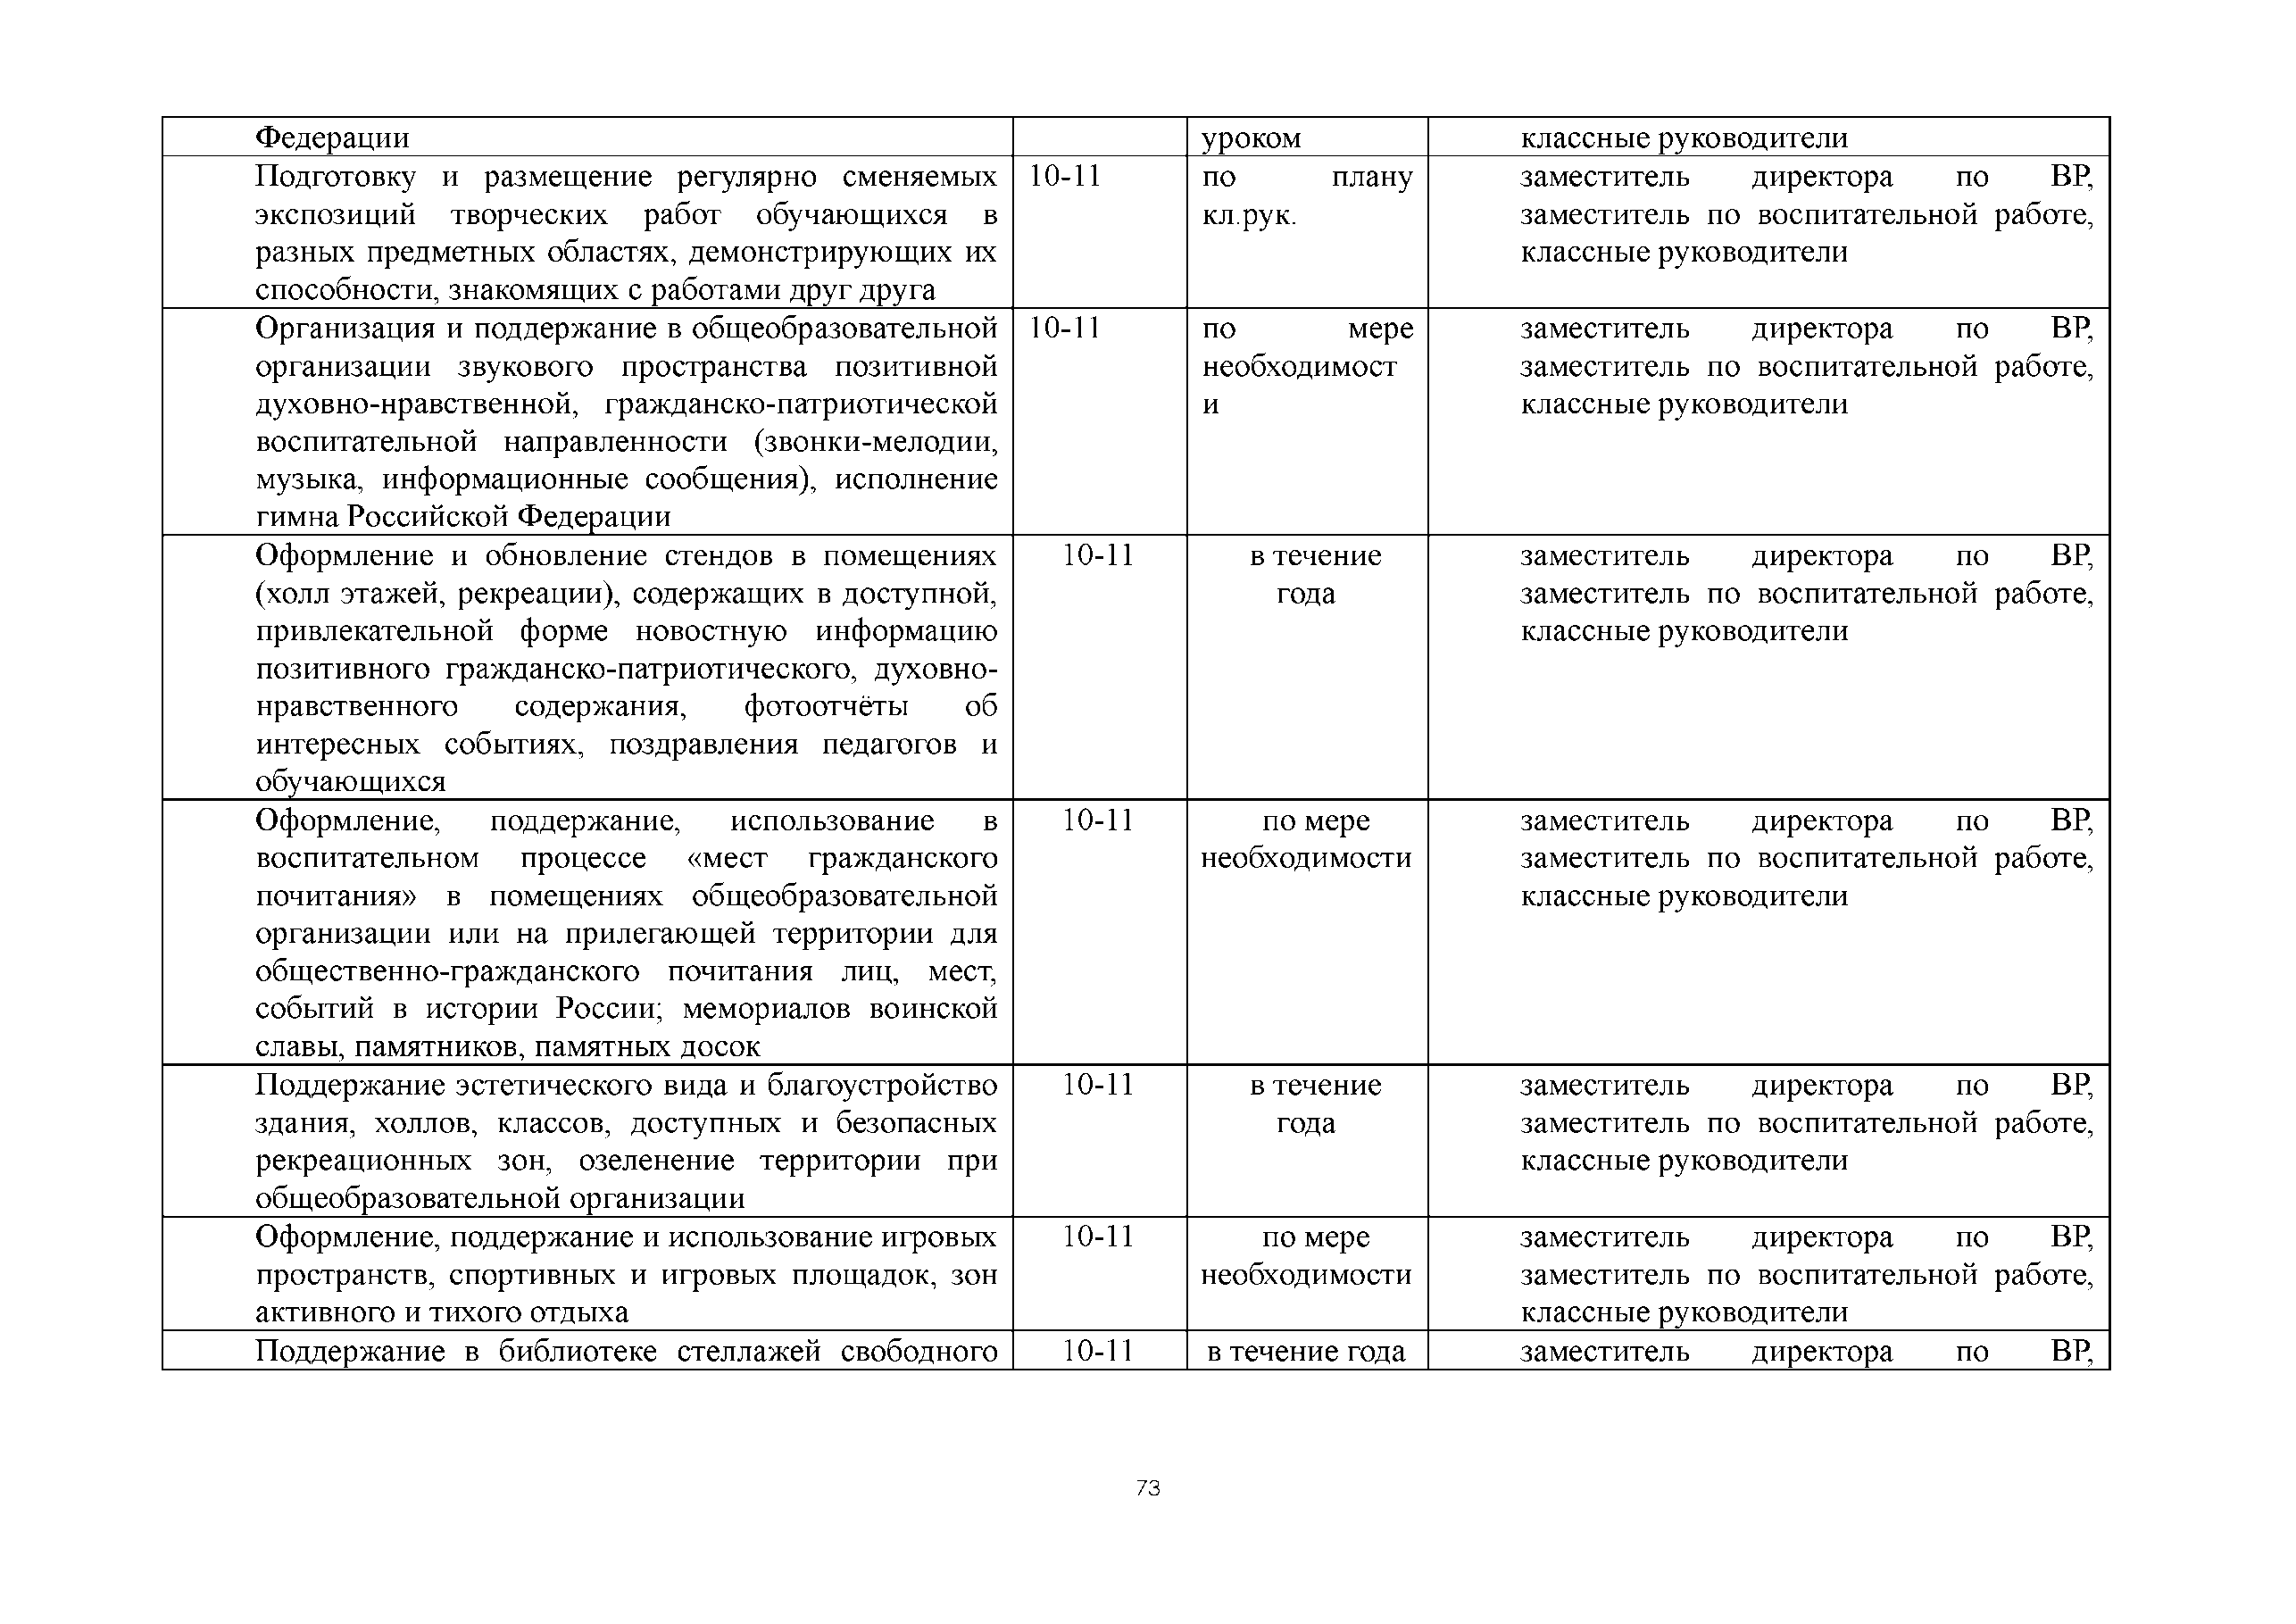 Федерации уроком классные руководители
Подготовку и размещение регулярно сменяемых 10-11 по плану заместитель директора по ВР,
экспозиций творческих работ обучающихся в кл.рук. заместитель по воспитательной работе,
разных предметных областях, демонстрирующих их классные руководители
способности, знакомящих с работами друг друга
Организация и поддержание в общеобразовательной 10-11 по мере заместитель директора по ВР,
организации звукового пространства позитивной необходимост заместитель по воспитательной работе,
духовно-нравственной, гражданско-патриотической и классные руководители
воспитательной направленности (звонки-мелодии,
музыка, информационные сообщения), исполнение
гимна Российской Федерации
Оформление и обновление стендов в помещениях 10-11 в течение заместитель директора по ВР,
(холл этажей, рекреации), содержащих в доступной, года заместитель по воспитательной работе,
привлекательной форме новостную информацию классные руководители
позитивного гражданско-патриотического, духовно-
нравственного содержания, фотоотчёты об
интересных событиях, поздравления педагогов и
обучающихся
Оформление, поддержание, использование в 10-11 по мере заместитель директора по ВР,
воспитательном процессе «мест гражданского необходимости заместитель по воспитательной работе,
почитания» в помещениях общеобразовательной классные руководители
организации или на прилегающей территории для
общественно-гражданского почитания лиц, мест,
событий в истории России; мемориалов воинской
славы, памятников, памятных досок
Поддержание эстетического вида и благоустройство 10-11 в течение заместитель директора по ВР,
здания, холлов, классов, доступных и безопасных года заместитель по воспитательной работе,
рекреационных зон, озеленение территории при классные руководители
общеобразовательной организации
Оформление, поддержание и использование игровых 10-11 по мере заместитель директора по ВР,
пространств, спортивных и игровых площадок, зон необходимости заместитель по воспитательной работе,
активного и тихого отдыха классные руководители
Поддержание в библиотеке стеллажей свободного 10-11 в течение года заместитель директора по ВР,
73